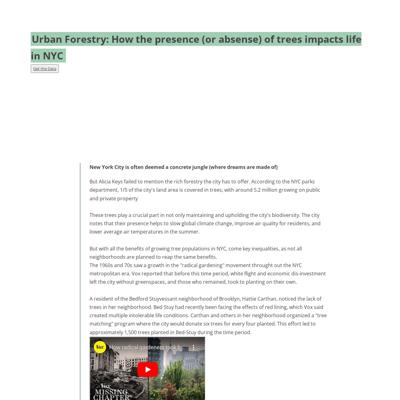 Urban Forestry: How the presence (or absense) of trees impacts life
in NYC
Get the Data
New York City is often deemed a concrete jungle (where dreams are made of)
But Alicia Keys failed to mention the rich forestry the city has to offer. According to the NYC parks
department, 1/5 of the city's land area is covered in trees, with around 5.2 million growing on public
and private property
These trees play a crucial part in not only maintaining and upholding the city's biodiversity. The city
notes that their presence helps to slow global climate change, improve air quality for residents, and
lower average air temperatures in the summer.
But with all the benefits of growing tree populations in NYC, come key inequalities, as not all
neighborhoods are planned to reap the same benefits.
The 1960s and 70s saw a growth in the "radical gardening" movement througout out the NYC
metropolitan era. Vox reported that before this time period, white flight and economic dis-investment
left the city without greenspaces, and those who remained, took to planting on their own.
A resident of the Bedford Stuyvesant neighborhood of Brooklyn, Hattie Carthan, noticed the lack of
trees in her neighborhood. Bed-Stuy had recently been facing the effects of red lining, which Vox said
created multiple intolerable life conditions. Carthan and others in her neighborhood organized a "tree
matching" program where the city would donate six trees for every four planted. This effort led to
approximately 1,500 trees planted in Bed-Stuy during the time period.
Vox
How radical gardeners took b
Vox
MISSING
CHAPTER